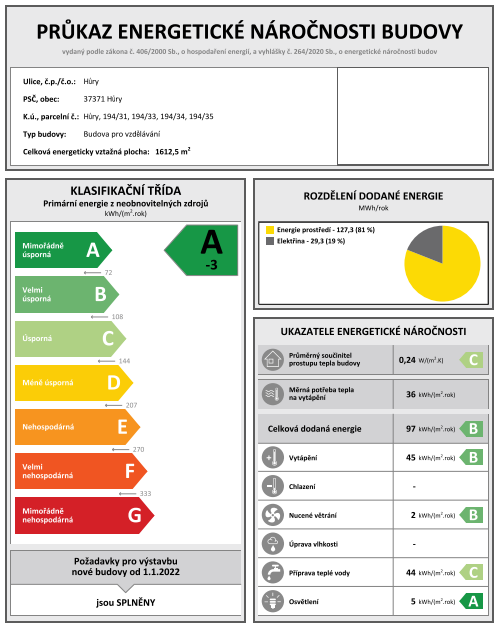 PRŮKAZ ENERGETICKÉ NÁROČNOSTI BUDOVY
vydaný podle zákona č. 406/2000 Sb., o hospodaření energií, a vyhlášky č. 264/2020 Sb., o energetické náročnosti budov
Ulice, č.p./č.o.: Hůry
PSČ, obec: 37371 Hůry
K.ú., parcelní č.: Hůry, 194/31, 194/33, 194/34, 194/35
Typ budovy: Budova pro vzdělávání
Celková energeticky vztažná plocha: 1612,5 m²
KLASIFIKAČNÍ TŘÍDA
Primární energie z neobnovitelných zdrojů
kWh/(m².rok)
Mimořádně
úsporná
A
A
-3
72
Velmi
úsporná
B
108
Úsporná
C
144
Méně úsporná
D
207
Nehospodárná
E
270
Velmi
nehospodárná
F
333
Mimořádně
nehospodárná
G
Požadavky pro výstavbu
nové budovy od 1.1.2022
jsou SPLNĚNY
ROZDĚLENÍ DODANÉ ENERGIE
MWh/rok
Energie prostředí - 127,3 (81 %)
Elektřina - 29,3 (19 %)
UKAZATELE ENERGETICKÉ NÁROČNOSTI
Průměrný součinitel
prostupu tepla budovy
0,24 W/(m².K) C
Měrná potřeba tepla
na vytápění
36 kWh/(m².rok)
Celková dodaná energie 97 kWh/(m².rok) B
Vytápění 45 kWh/(m².rok) B
Chlazení -
Nucené větrání 2 kWh/(m².rok) B
Úprava vlhkosti -
Příprava teplé vody 44 kWh/(m².rok) C
Osvětlení 5 kWh/(m².rok) A